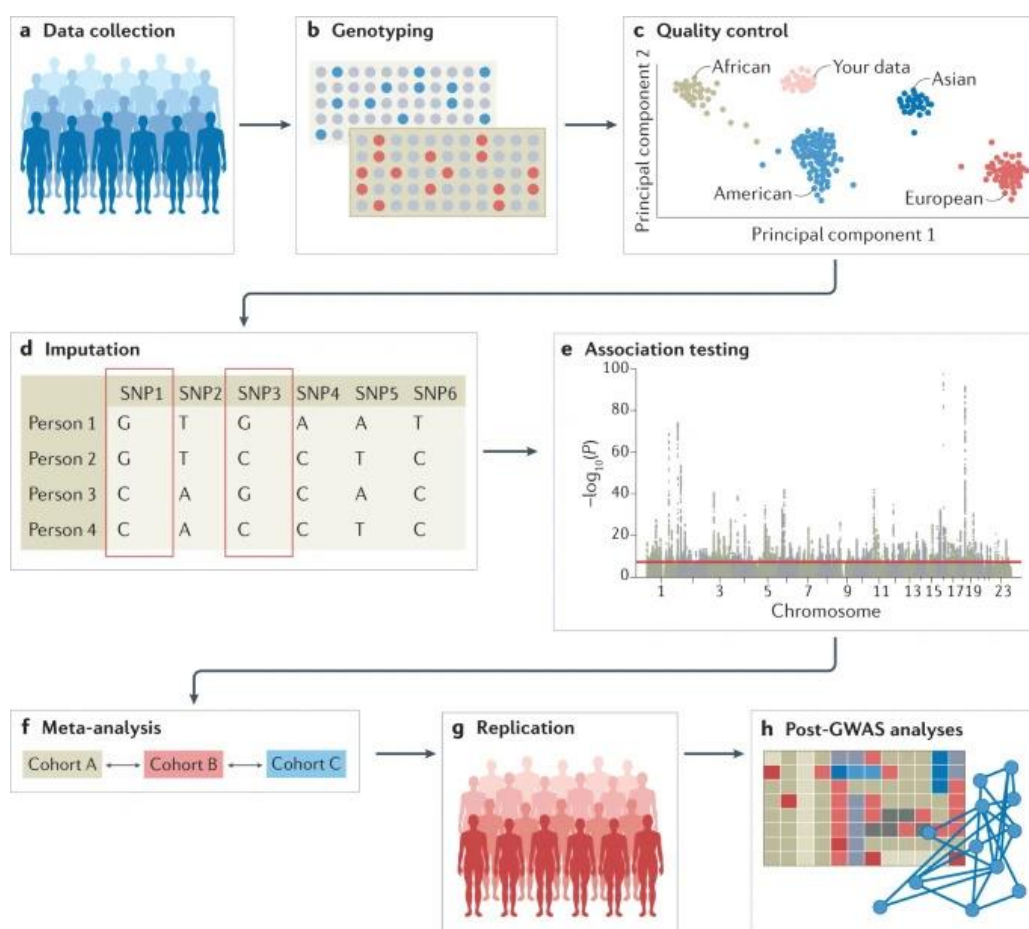 a Data collection
b Genotyping
c Quality control
Principal component 2
African
Your data
Asian
American
European
Principal component 1
d Imputation
SNP1 SNP2 SNP3 SNP4 SNP5 SNP6
Person 1 G T G A A T
Person 2 G T C C T C
Person 3 C A G C A C
Person 4 C A C C T C
e Association testing
–log10(P)
100
80
60
40
20
0
1 3 5 7 9 11 13 15 17 19 23
Chromosome
f Meta-analysis
Cohort A Cohort B Cohort C
g Replication
h Post-GWAS analyses